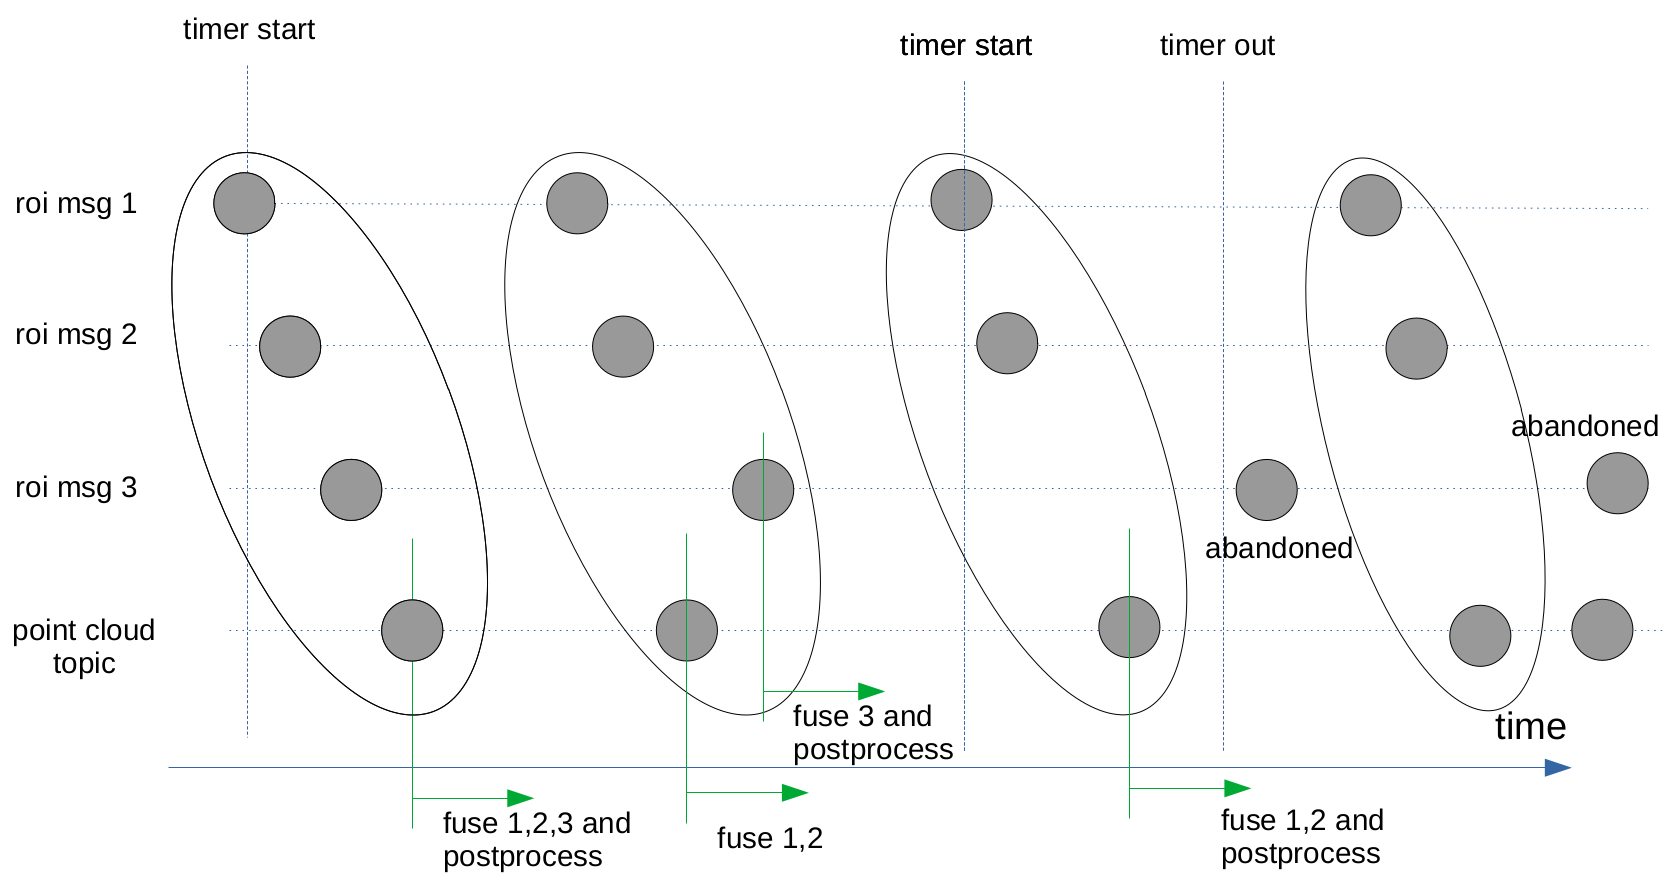 timer start
timer start
timer out
roi msg 1
roi msg 2
abandoned
roi msg 3
abandoned
point cloud
topic
fuse 3 and
postprocess
time
fuse 1,2,3 and
postprocess
fuse 1,2
fuse 1,2 and
postprocess